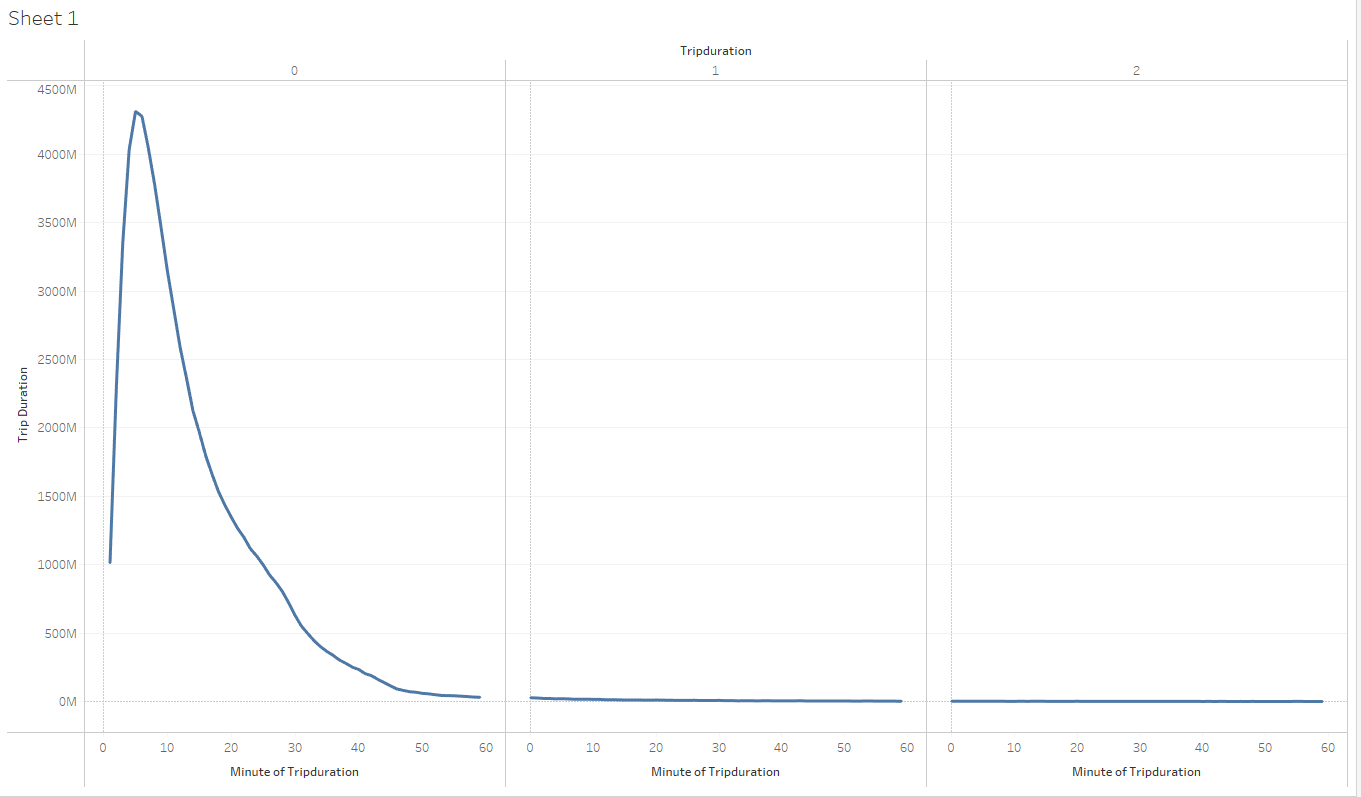 Sheet 1
Tripduration
0 1 2
4500M
4000M
3500M
3000M
2500M
2000M
1500M
1000M
500M
0M
Trip Duration
0 10 20 30 40 50 60 0 10 20 30 40 50 60 0 10 20 30 40 50 60
Minute of Tripduration Minute of Tripduration Minute of Tripduration